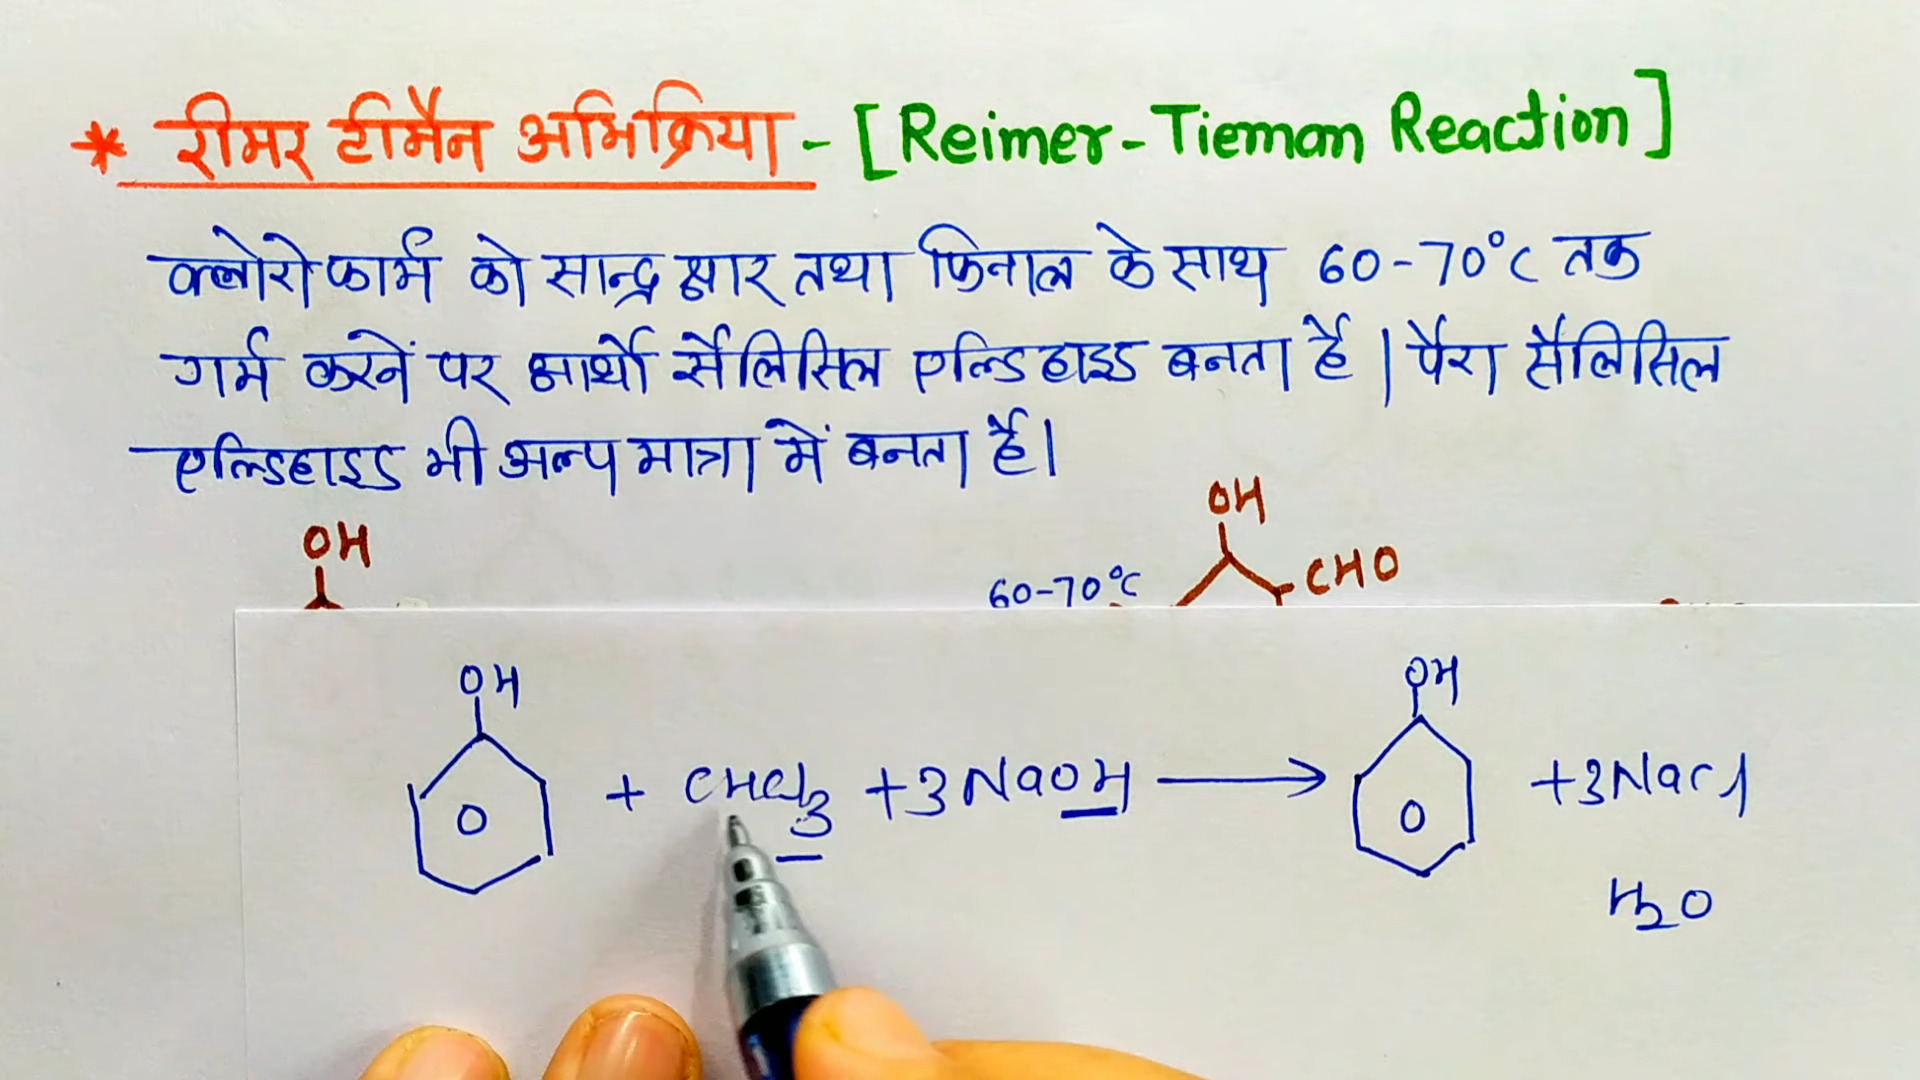 * रीमर टीमैन अभिक्रिया - [Reimer-Tieman Reaction]
क्लोरोफार्म को सान्द्र क्षार तथा फिनाल के साथ 60-70°C तक
गर्म करनें पर आर्थो सैलिसिल एल्डिहाइड बनता है। पैरा सैलिसिल
एल्डिहाइड भी अल्प मात्रा में बनता है।
OH
OH
60-70°C CHO
OH OH
O + CHCl3 + 3NaOH ⟶ O + 3NaCl
H2O